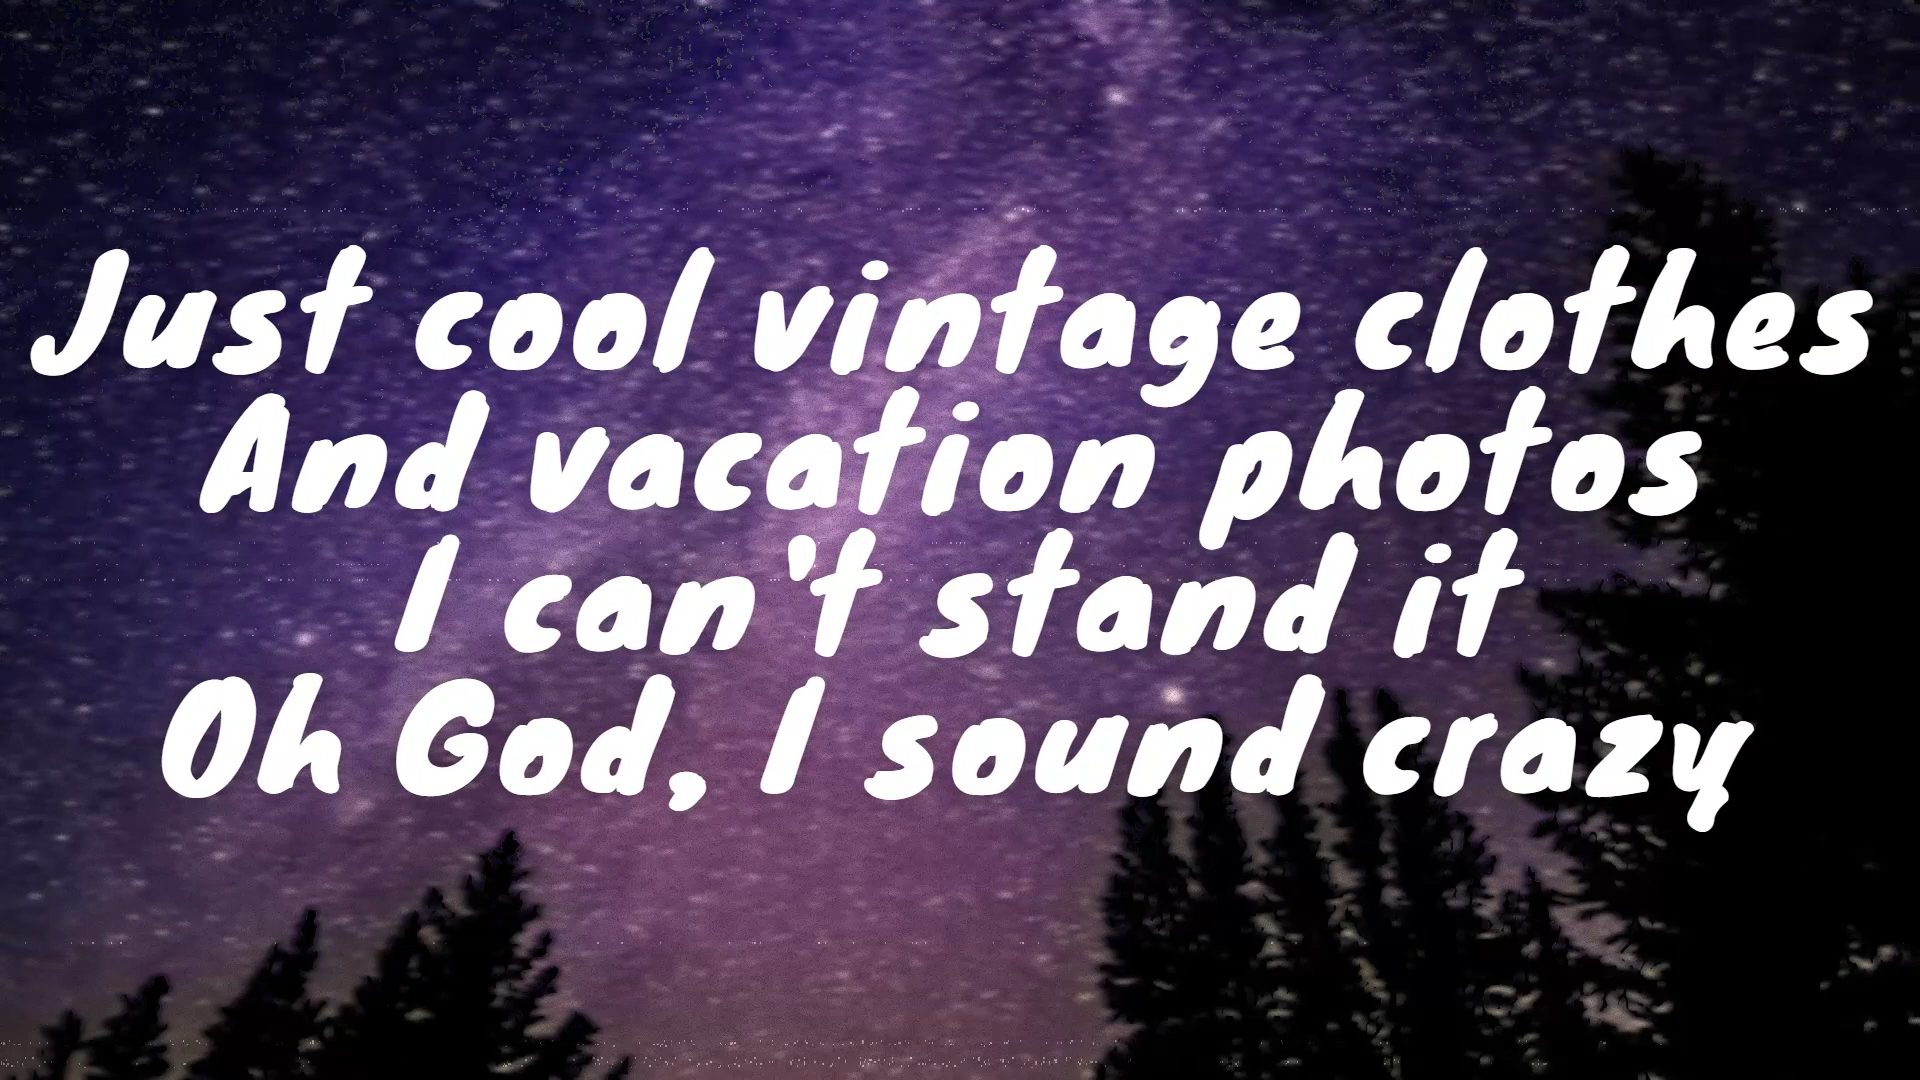 Just cool vintage clothes
And vacation photos
I can't stand it
Oh God, I sound crazy